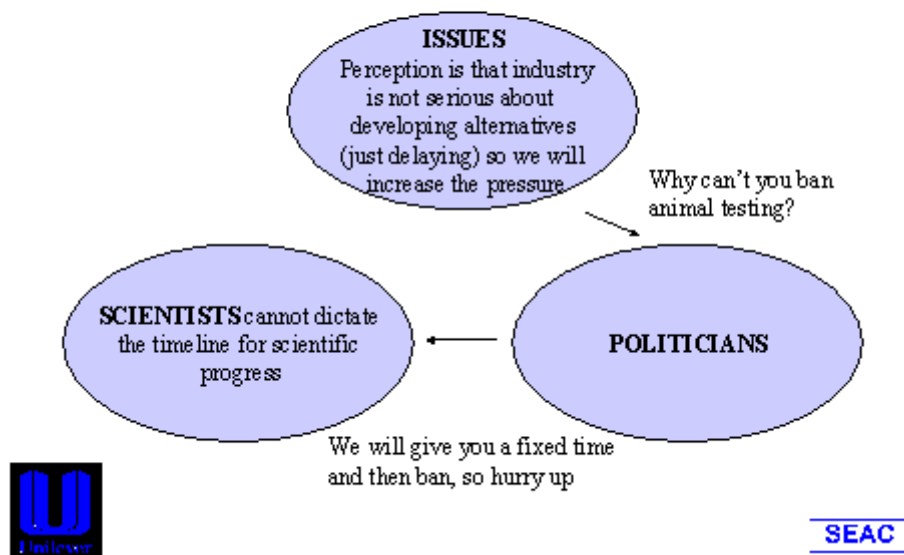 ISSUES
Perception is that industry
is not serious about
developing alternatives
(just delaying) so we will
increase the pressure
Why can't you ban
animal testing?
SCIENTISTS cannot dictate
the timeline for scientific
progress
POLITICIANS
We will give you a fixed time
and then ban, so hurry up
Unilever
SEAC